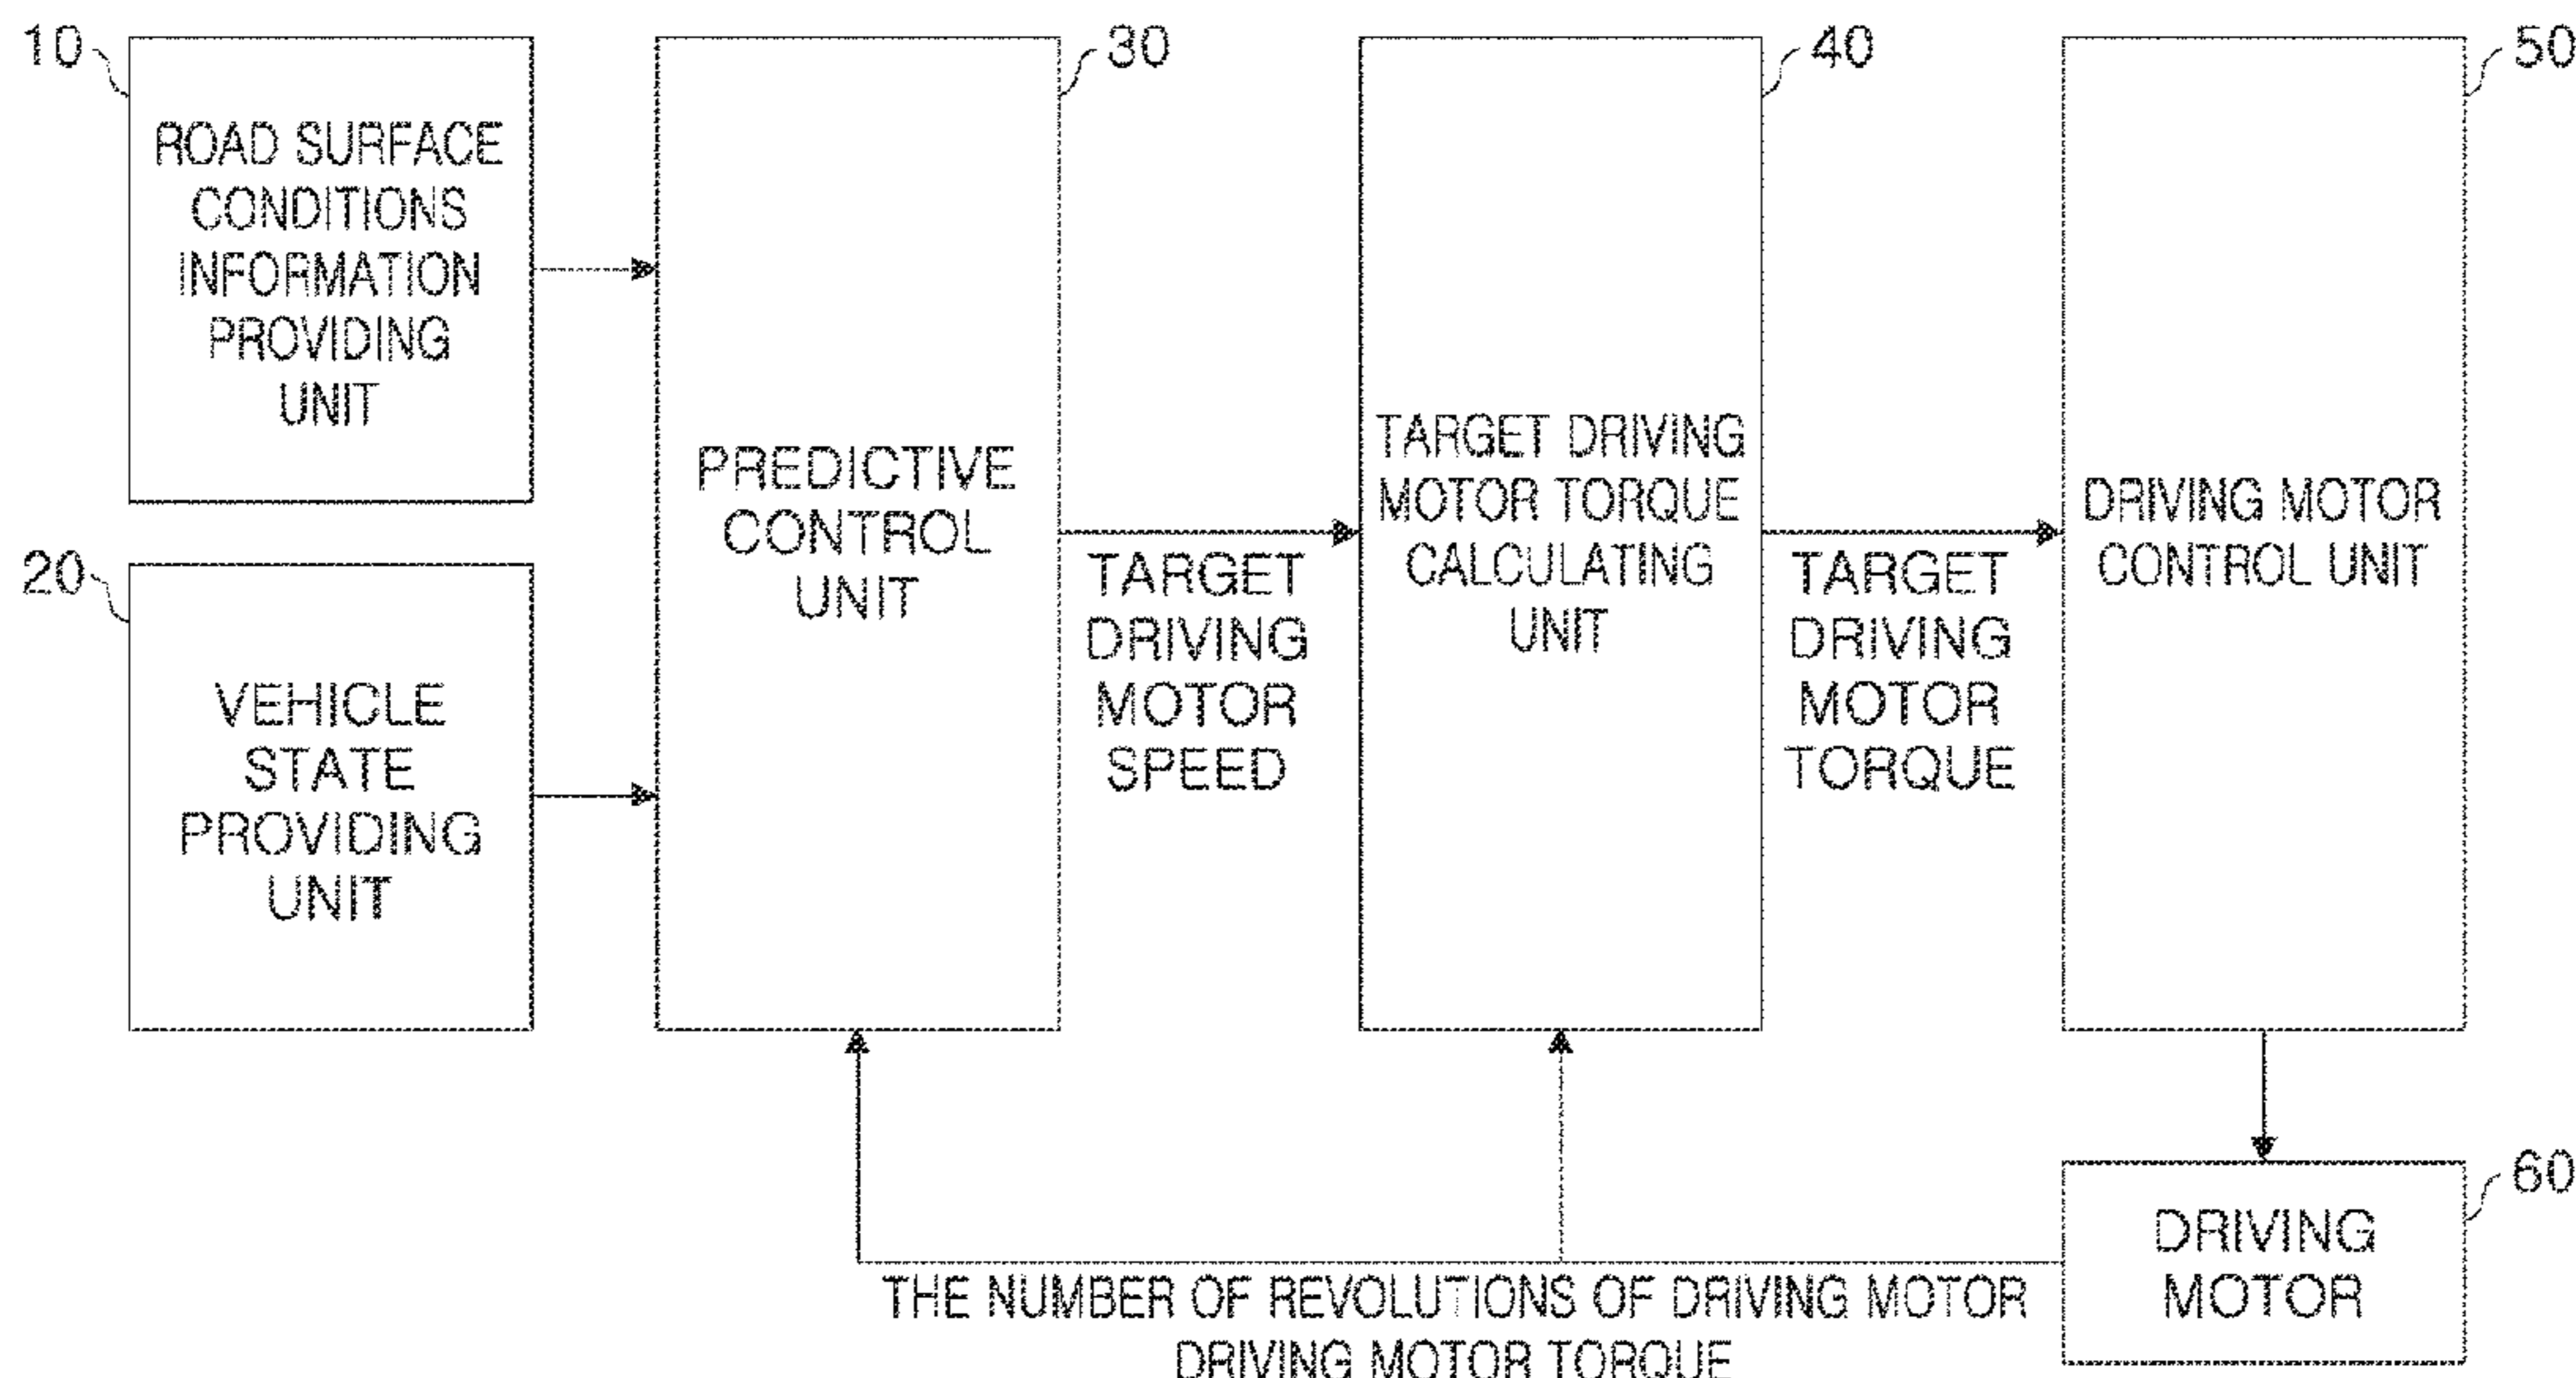 10
ROAD SURFACE
CONDITIONS
INFORMATION
PROVIDING
UNIT
20
VEHICLE
STATE
PROVIDING
UNIT
30
PREDICTIVE
CONTROL
UNIT
TARGET
DRIVING
MOTOR
SPEED
40
TARGET DRIVING
MOTOR TORQUE
CALCULATING
UNIT
TARGET
DRIVING
MOTOR
TORQUE
50
DRIVING MOTOR
CONTROL UNIT
60
DRIVING
MOTOR
THE NUMBER OF REVOLUTIONS OF DRIVING MOTOR
DRIVING MOTOR TORQUE